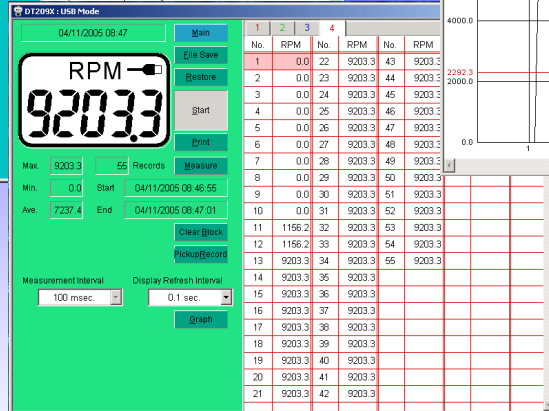 DT209X : USB Mode
04/11/2005 08:47
Main
File Save
Restore
Start
Print
Measure
RPM
9203.3
Max. 9203.3 55 Records
Min. 0.0 Start 04/11/2005 08:46:55
Ave. 7237.4 End 04/11/2005 08:47:01
Clear Block
PickupRecord
Measurement Interval Display Refresh Interval
100 msec. 0.1 sec.
Graph
1 2 3 4
No. RPM No. RPM No. RPM
1 0.0 22 9203.3 43 9203.3
2 0.0 23 9203.3 44 9203.3
3 0.0 24 9203.3 45 9203.3
4 0.0 25 9203.3 46 9203.3
5 0.0 26 9203.3 47 9203.3
6 0.0 27 9203.3 48 9203.3
7 0.0 28 9203.3 49 9203.3
8 0.0 29 9203.3 50 9203.3
9 0.0 30 9203.3 51 9203.3
10 0.0 31 9203.3 52 9203.3
11 1156.2 32 9203.3 53 9203.3
12 1156.2 33 9203.3 54 9203.3
13 9203.3 34 9203.3 55 9203.3
14 9203.3 35 9203.3
15 9203.3 36 9203.3
16 9203.3 37 9203.3
17 9203.3 38 9203.3
18 9203.3 39 9203.3
19 9203.3 40 9203.3
20 9203.3 41 9203.3
21 9203.3 42 9203.3
4000.0
2292.3
2000.0
0.0
1